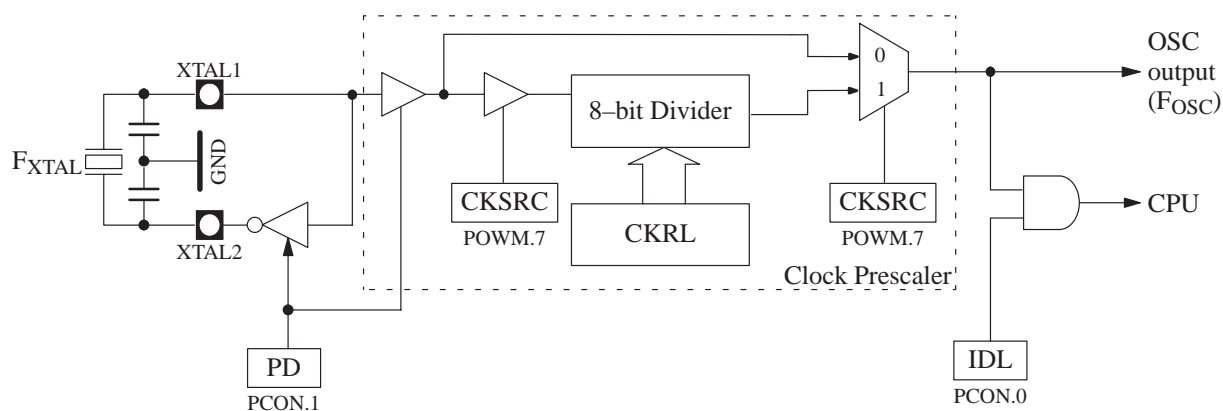 XTAL1
FXTAL
GND
XTAL2
PD
PCON.1
8–bit Divider
CKSRC
POWM.7
CKRL
0
1
CKSRC
POWM.7
Clock Prescaler
OSC
output
(FOSC)
CPU
IDL
PCON.0